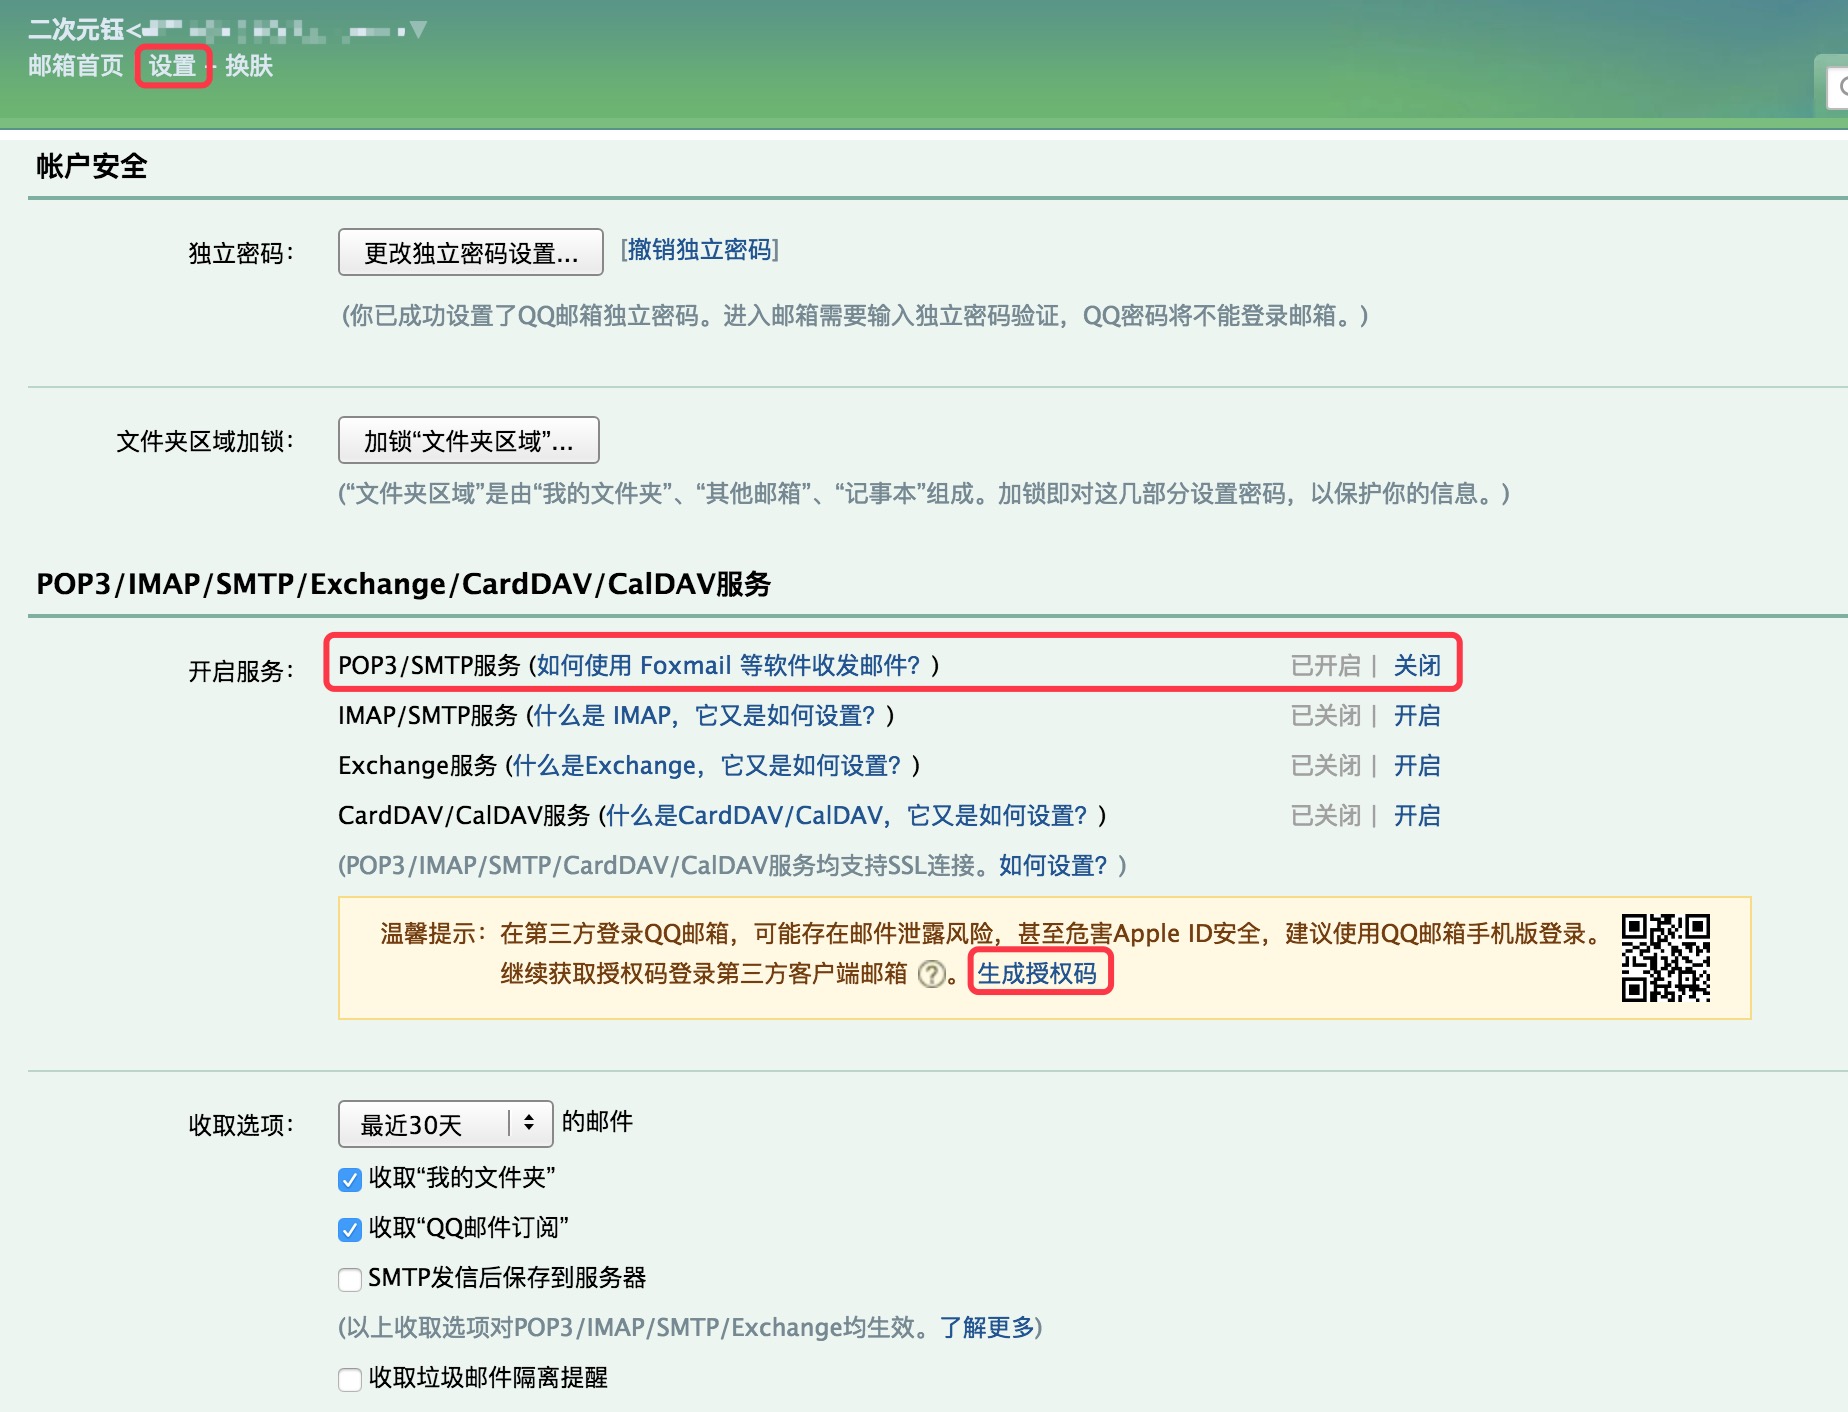 二次元钰<
邮箱首页 设置 - 换肤
帐户安全
独立密码： 更改独立密码设置... [撤销独立密码]
(你已成功设置了QQ邮箱独立密码。进入邮箱需要输入独立密码验证，QQ密码将不能登录邮箱。)
文件夹区域加锁： 加锁“文件夹区域”...
(“文件夹区域”是由“我的文件夹”、“其他邮箱”、“记事本”组成。加锁即对这几部分设置密码，以保护你的信息。)
POP3/IMAP/SMTP/Exchange/CardDAV/CalDAV服务
开启服务： POP3/SMTP服务 (如何使用 Foxmail 等软件收发邮件？) 已开启 | 关闭
IMAP/SMTP服务 (什么是 IMAP，它又是如何设置？) 已关闭 | 开启
Exchange服务 (什么是Exchange，它又是如何设置？) 已关闭 | 开启
CardDAV/CalDAV服务 (什么是CardDAV/CalDAV，它又是如何设置？) 已关闭 | 开启
(POP3/IMAP/SMTP/CardDAV/CalDAV服务均支持SSL连接。如何设置？)
温馨提示：在第三方登录QQ邮箱，可能存在邮件泄露风险，甚至危害Apple ID安全，建议使用QQ邮箱手机版登录。
继续获取授权码登录第三方客户端邮箱 ?。 生成授权码
收取选项： 最近30天 的邮件
收取“我的文件夹”
收取“QQ邮件订阅”
SMTP发信后保存到服务器
(以上收取选项对POP3/IMAP/SMTP/Exchange均生效。了解更多)
收取垃圾邮件隔离提醒